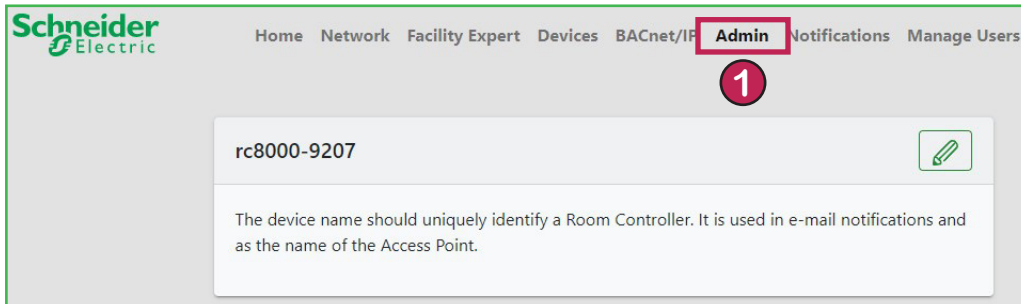 Schneider
Electric
Home Network Facility Expert Devices BACnet/IP Admin Notifications Manage Users
1
rc8000-9207
The device name should uniquely identify a Room Controller. It is used in e-mail notifications and
as the name of the Access Point.